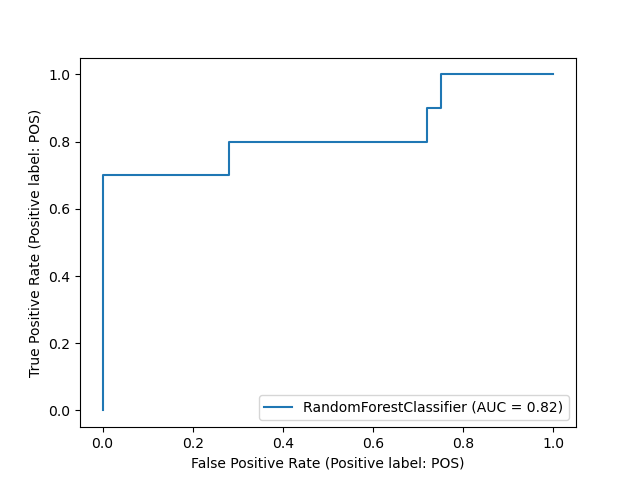 1.0
0.8
0.6
0.4
0.2
0.0
True Positive Rate (Positive label: POS)
RandomForestClassifier (AUC = 0.82)
0.0 0.2 0.4 0.6 0.8 1.0
False Positive Rate (Positive label: POS)